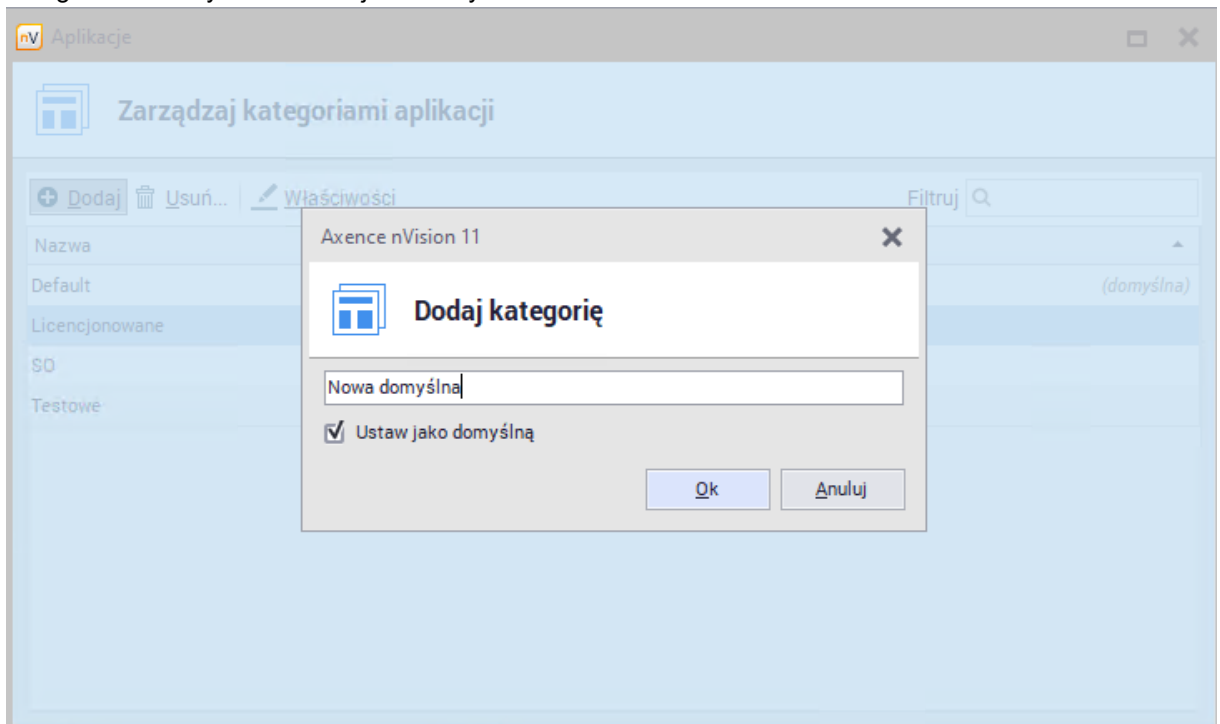 nV Aplikacje
Zarządzaj kategoriami aplikacji
Dodaj Usuń... Właściwości Filtruj
Nazwa
Default (domyślna)
Licencjonowane
SO
Testowe
Axence nVision 11
Dodaj kategorię
Nowa domyślna
Ustaw jako domyślną
Ok Anuluj